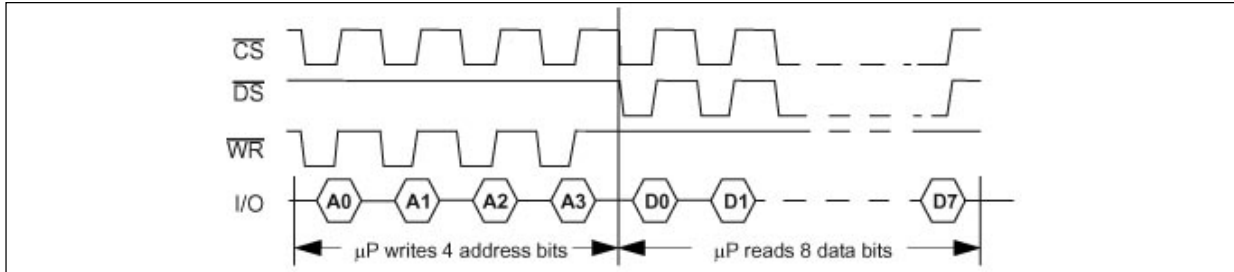 CS
DS
WR
I/O A0 A1 A2 A3 D0 D1 D7
μP writes 4 address bits μP reads 8 data bits